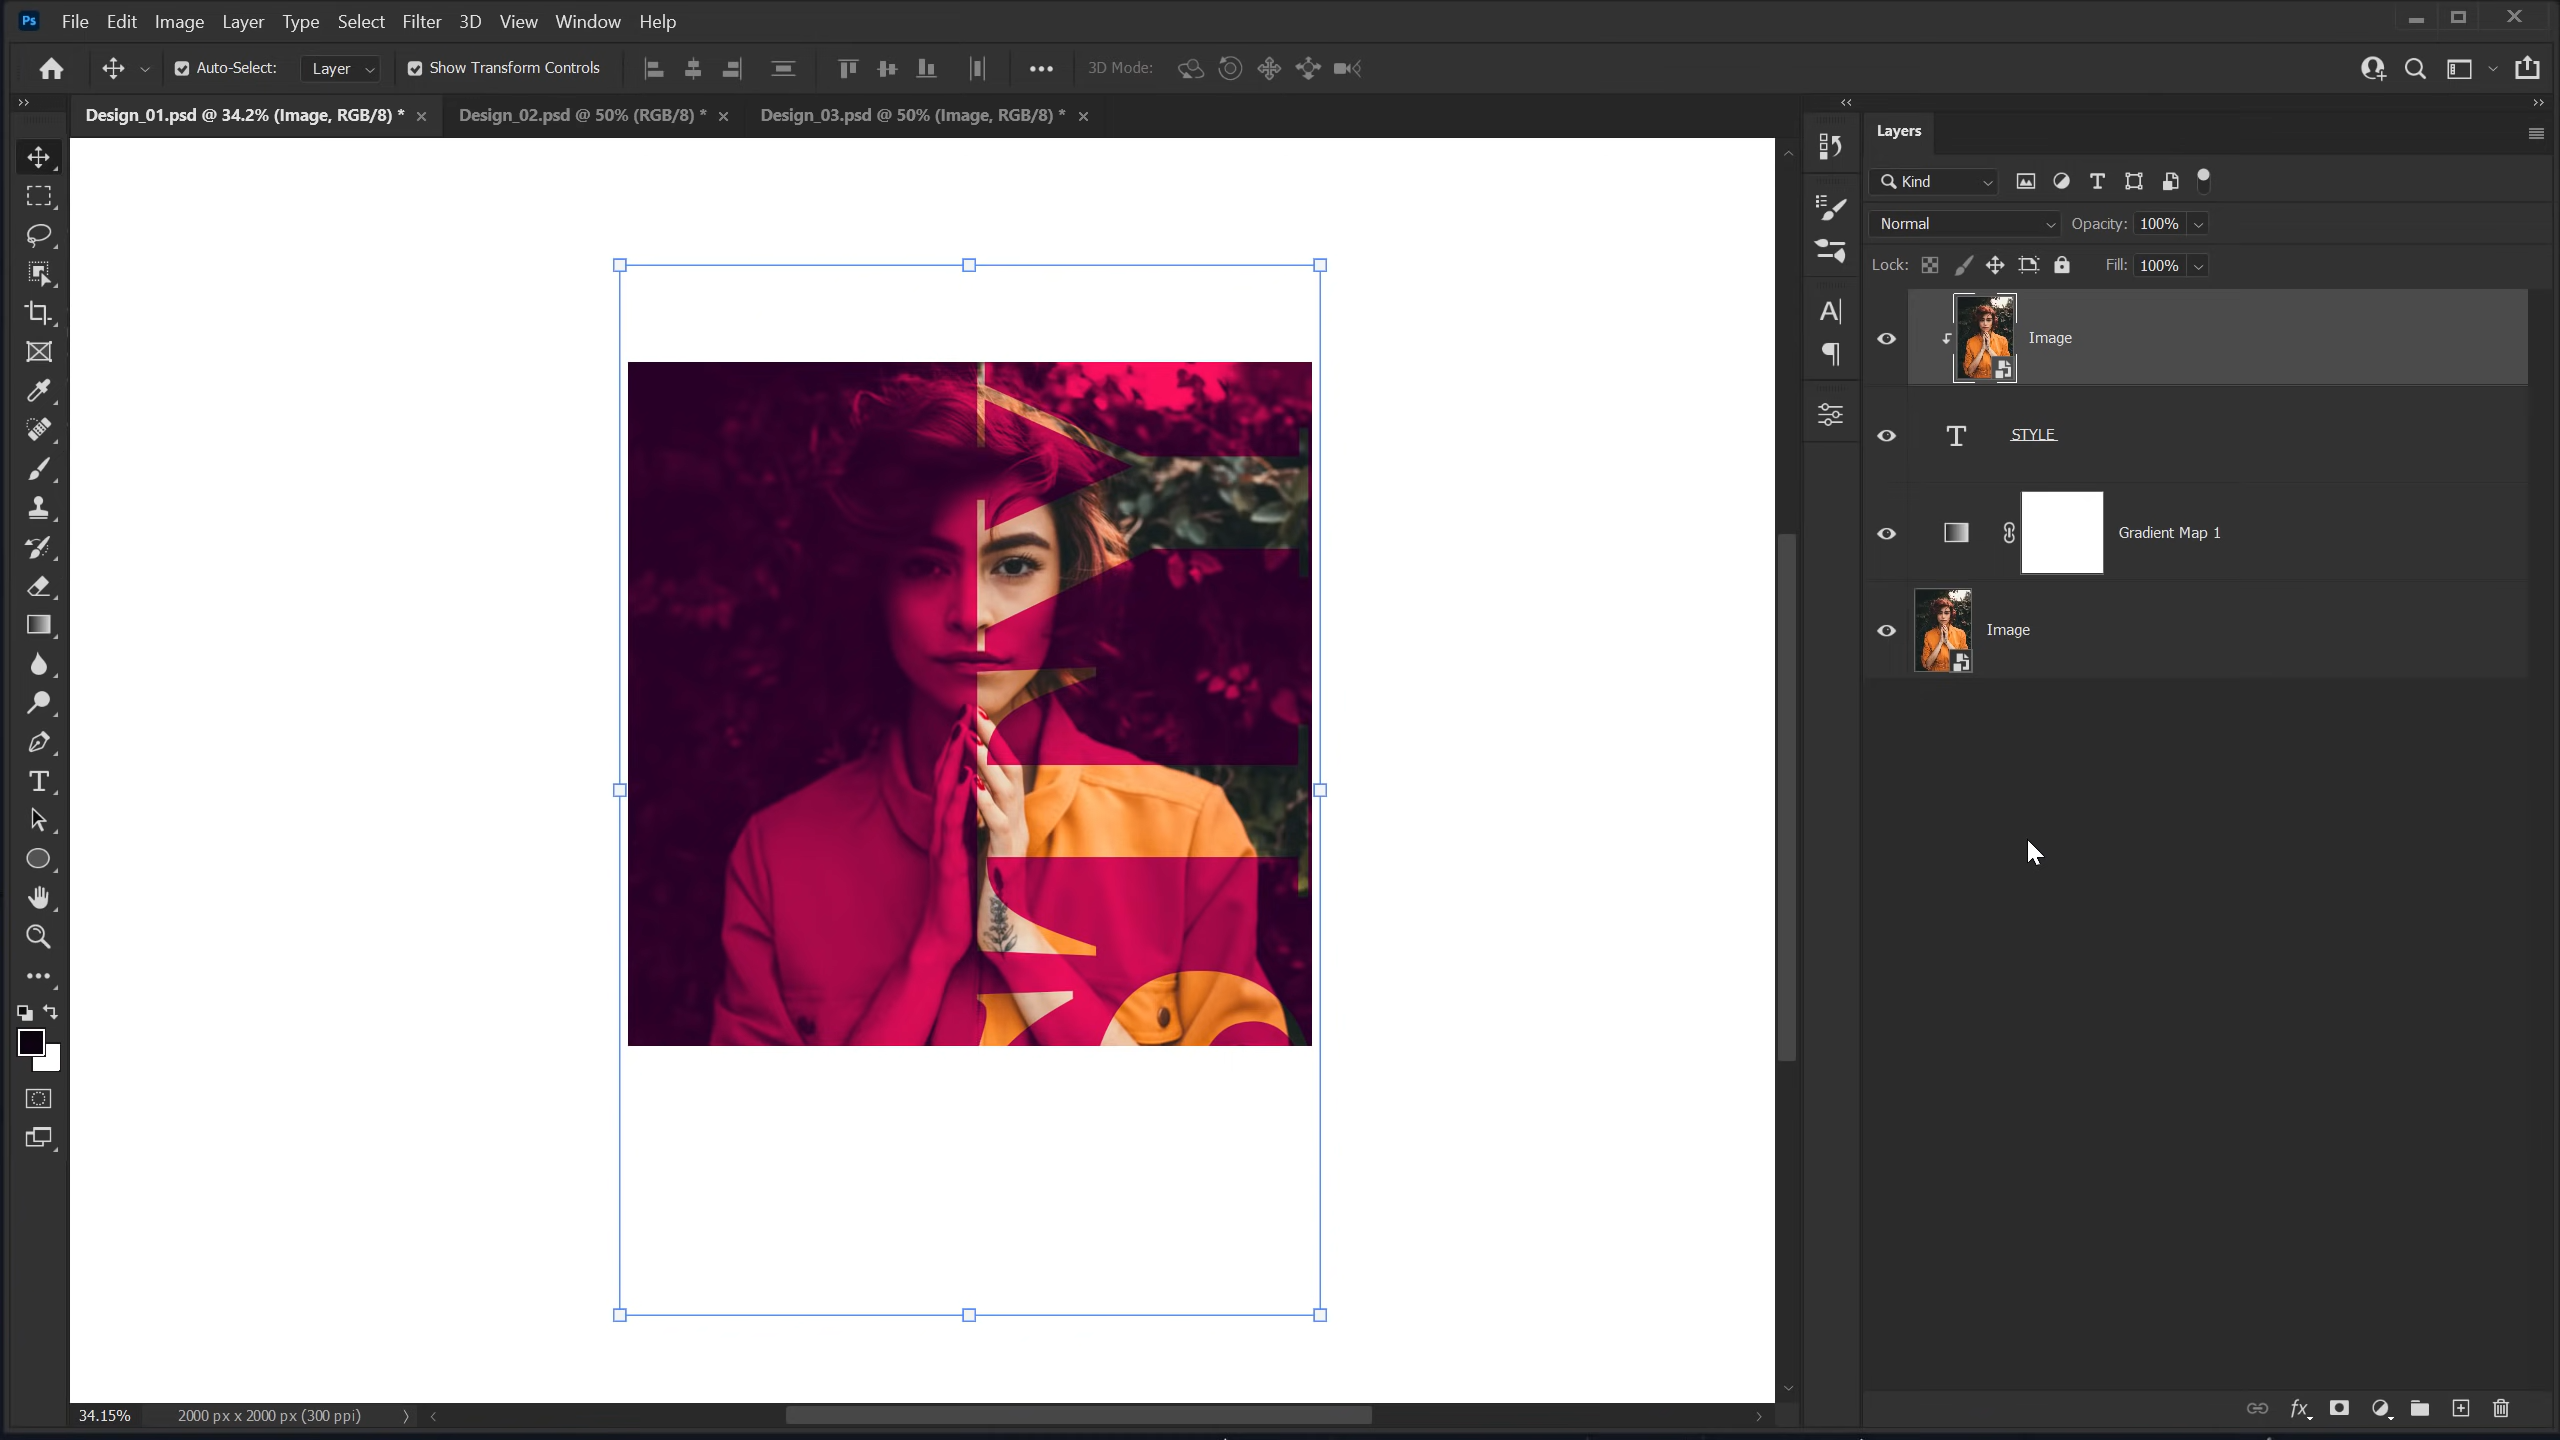 Ps File Edit Image Layer Type Select Filter 3D View Window Help
Auto-Select: Layer Show Transform Controls 3D Mode:
Design_01.psd @ 34.2% (Image, RGB/8) * Design_02.psd @ 50% (RGB/8) * Design_03.psd @ 50% (Image, RGB/8) *
Layers
Kind
Normal Opacity: 100%
Lock: Fill: 100%
Image
STYLE
Gradient Map 1
Image
34.15% 2000 px x 2000 px (300 ppi)